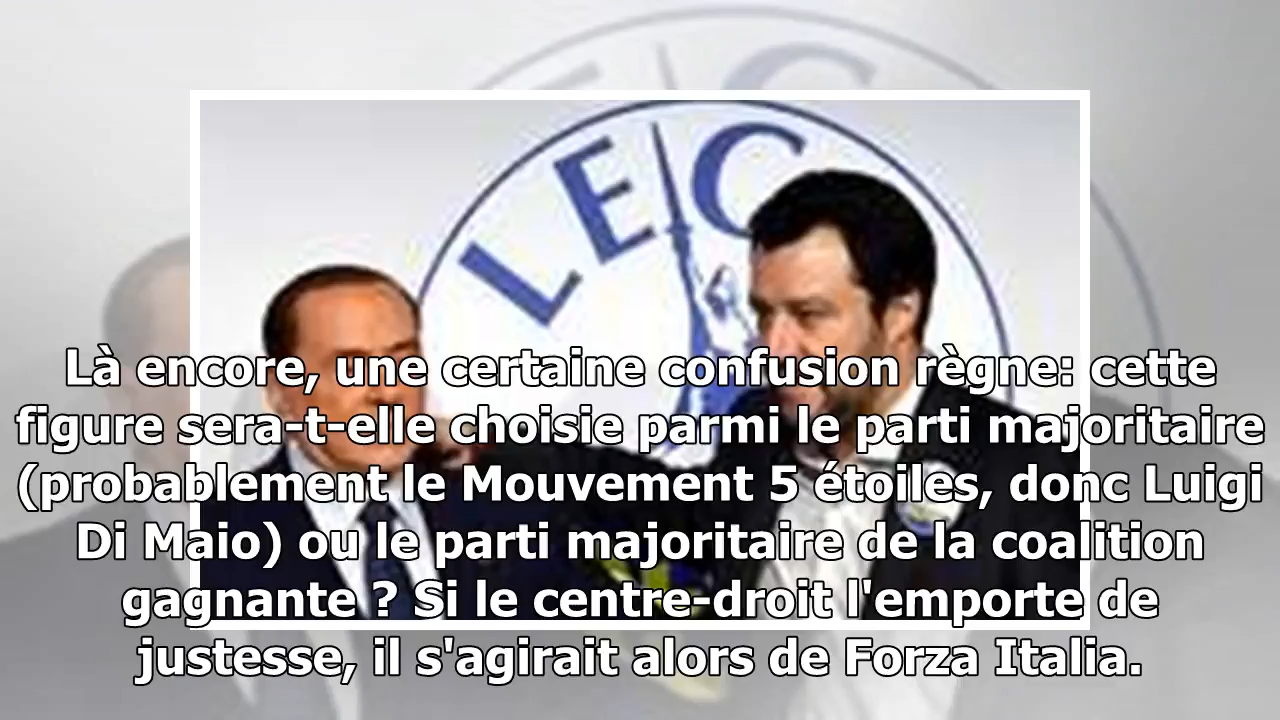 LEG
Là encore, une certaine confusion règne: cette
figure sera-t-elle choisie parmi le parti majoritaire
(probablement le Mouvement 5 étoiles, donc Luigi
Di Maio) ou le parti majoritaire de la coalition
gagnante ? Si le centre-droit l'emporte de
justesse, il s'agirait alors de Forza Italia.